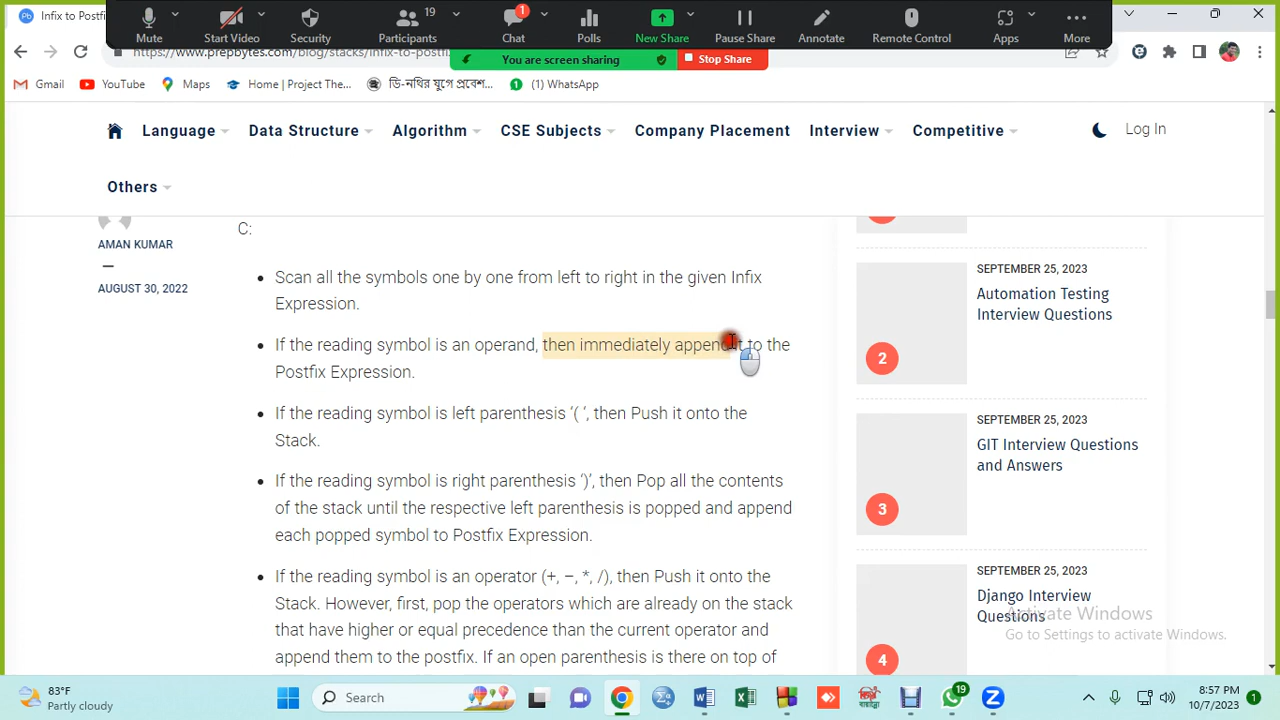 Infix to Postfi
Mute
Start Video
Security
19
Participants
1
Chat
Polls
New Share
Pause Share
Annotate
Remote Control
Apps
More
https://www.prepbytes.com/blog/stacks/infix-to-postfi
You are screen sharing
Stop Share
Gmail
YouTube
Maps
Home | Project The...
ডি-নথির যুগে প্রবে...
(1) WhatsApp
Language
Data Structure
Algorithm
CSE Subjects
Company Placement
Interview
Competitive
Log In
Others
AMAN KUMAR
—
AUGUST 30, 2022
C:
Scan all the symbols one by one from left to right in the given Infix
Expression.
If the reading symbol is an operand, then immediately append it to the
Postfix Expression.
If the reading symbol is left parenthesis ‘( ‘, then Push it onto the
Stack.
If the reading symbol is right parenthesis ‘)’, then Pop all the contents
of the stack until the respective left parenthesis is popped and append
each popped symbol to Postfix Expression.
If the reading symbol is an operator (+, –, *, /), then Push it onto the
Stack. However, first, pop the operators which are already on the stack
that have higher or equal precedence than the current operator and
append them to the postfix. If an open parenthesis is there on top of
SEPTEMBER 25, 2023
Automation Testing
Interview Questions
2
SEPTEMBER 25, 2023
GIT Interview Questions
and Answers
3
SEPTEMBER 25, 2023
Django Interview
Questions
4
Activate Windows
Go to Settings to activate Windows.
83°F
Partly cloudy
Search
19
8:57 PM
10/7/2023
1